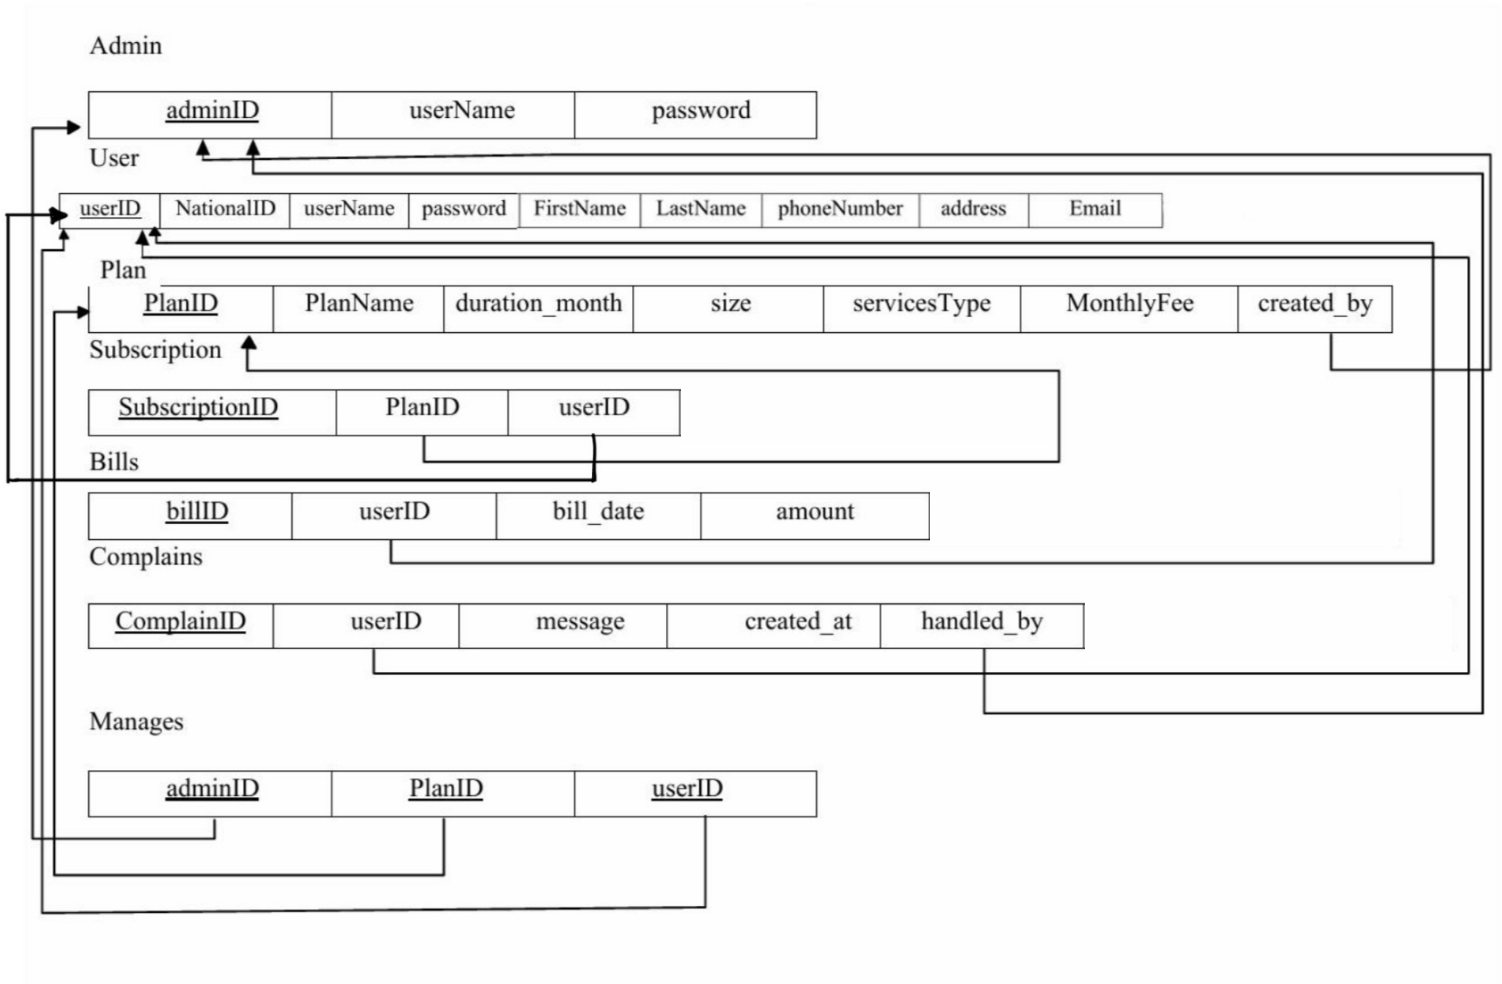 Admin
adminID userName password
User
userID NationalID userName password FirstName LastName phoneNumber address Email
Plan
PlanID PlanName duration_month size servicesType MonthlyFee created_by
Subscription
SubscriptionID PlanID userID
Bills
billID userID bill_date amount
Complains
ComplainID userID message created_at handled_by
Manages
adminID PlanID userID